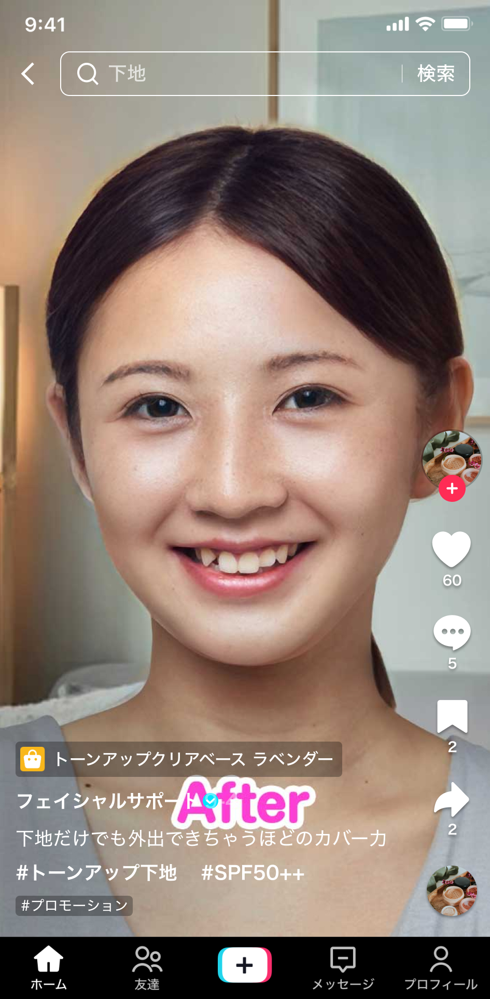 9:41
下地
検索
60
5
2
2
トーンアップクリアベース ラベンダー
フェイシャルサポート
After
下地だけでも外出できちゃうほどのカバー力
#トーンアップ下地 #SPF50++
#プロモーション
ホーム
友達
メッセージ
プロフィール